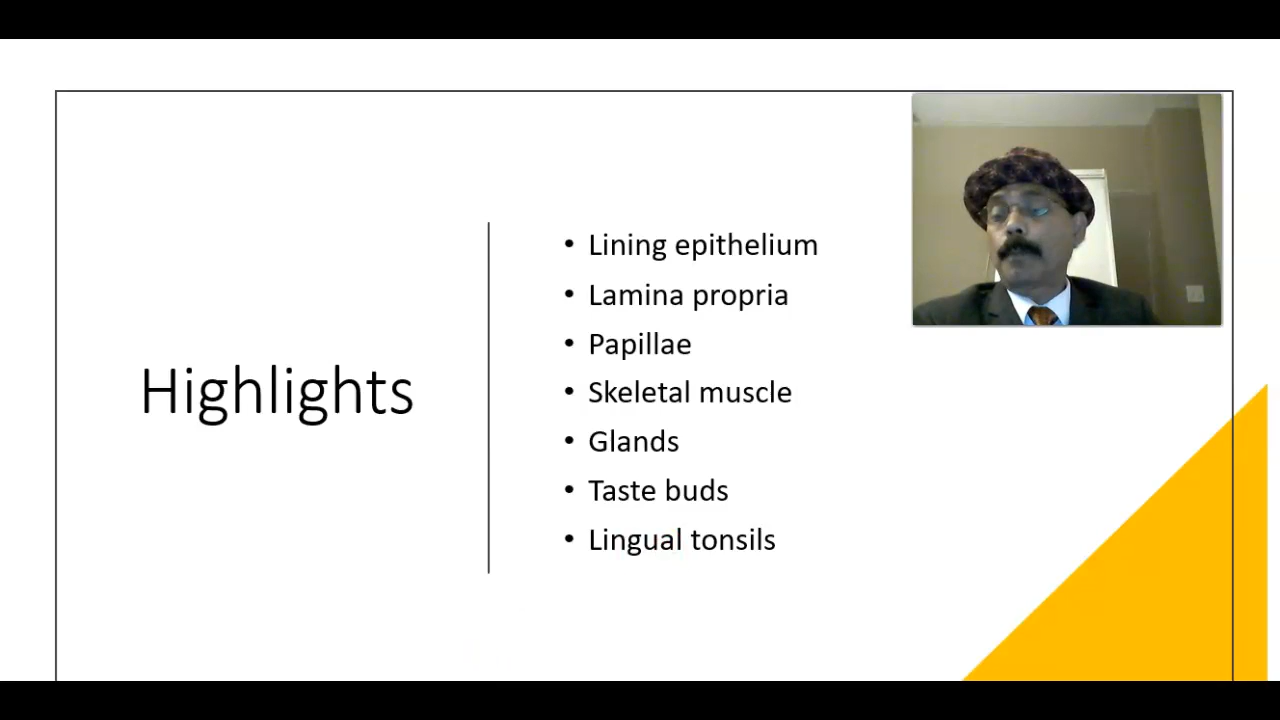 Highlights
• Lining epithelium
• Lamina propria
• Papillae
• Skeletal muscle
• Glands
• Taste buds
• Lingual tonsils